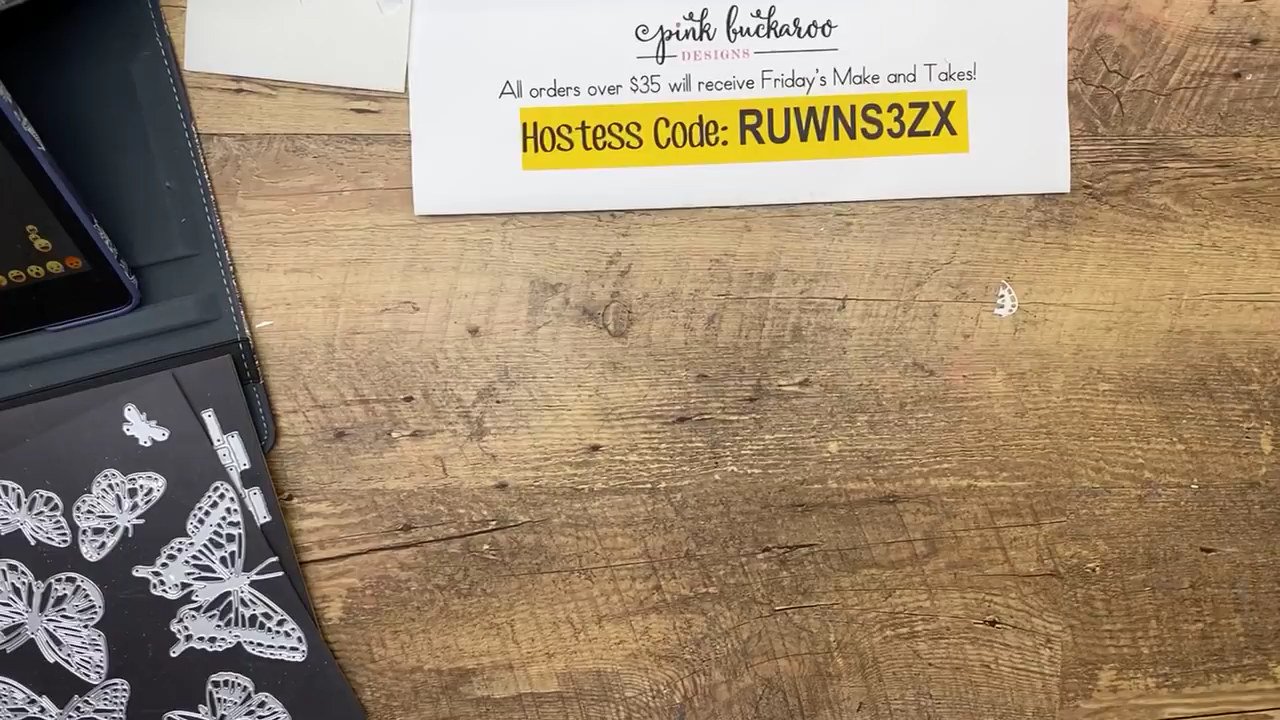 pink buckaroo
DESIGNS
All orders over $35 will receive Friday's Make and Takes!
Hostess Code: RUWNS3ZX